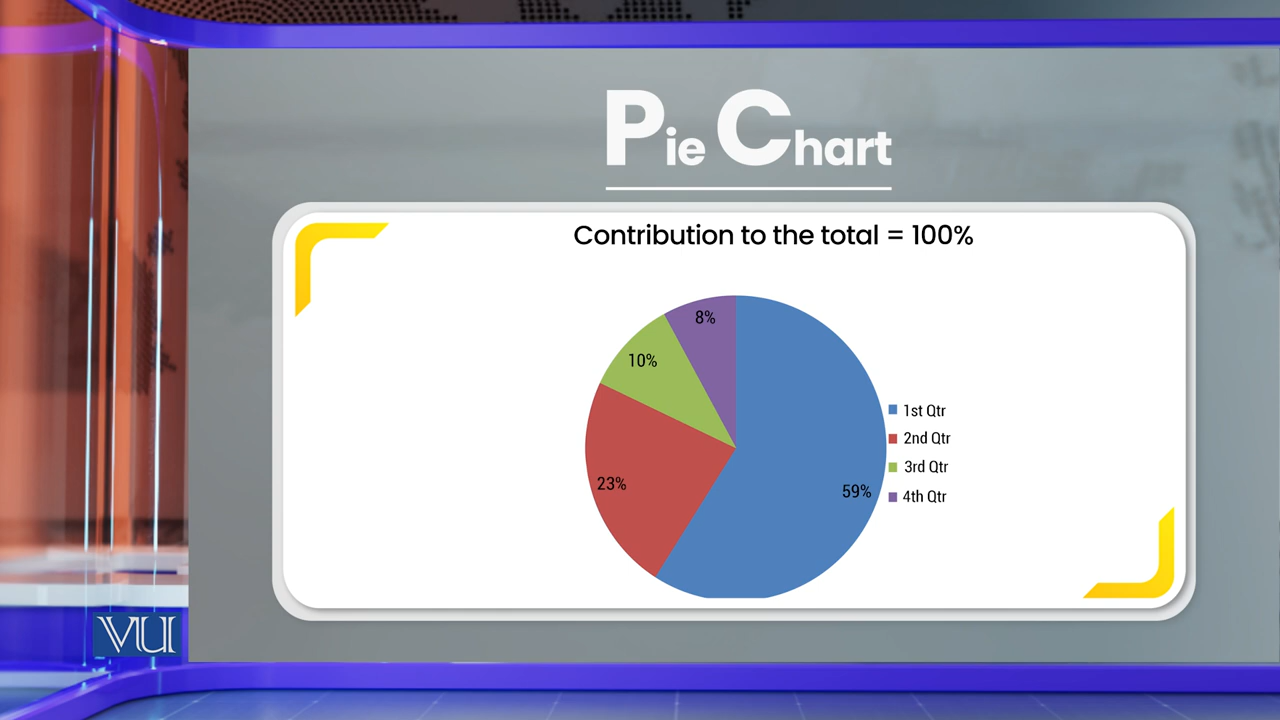 Pie Chart
Contribution to the total = 100%
8%
10%
23%
59%
1st Qtr
2nd Qtr
3rd Qtr
4th Qtr
VU